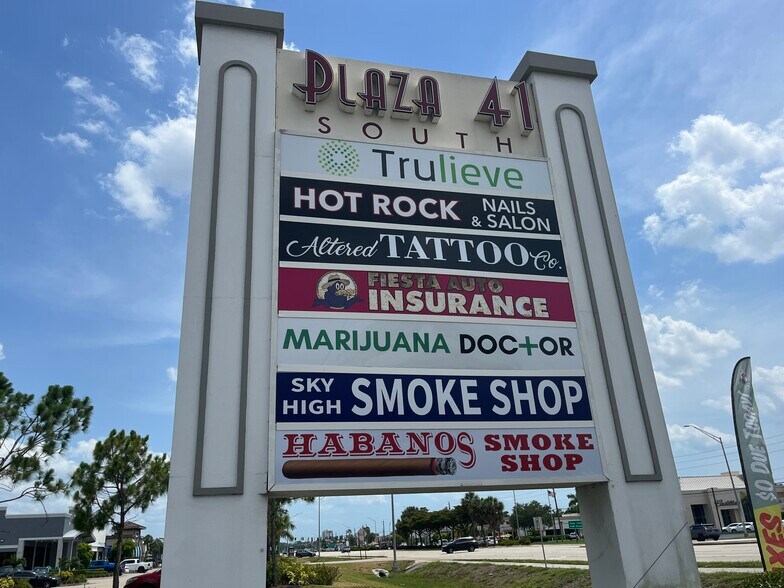 PLAZA 41
SOUTH
Trulieve
HOT ROCK NAILS
& SALON
Altered TATTOO Co.
FIESTA AUTO
INSURANCE
MARIJUANA DOCTOR
SKY
HIGH SMOKE SHOP
HABANOS SMOKE
SHOP